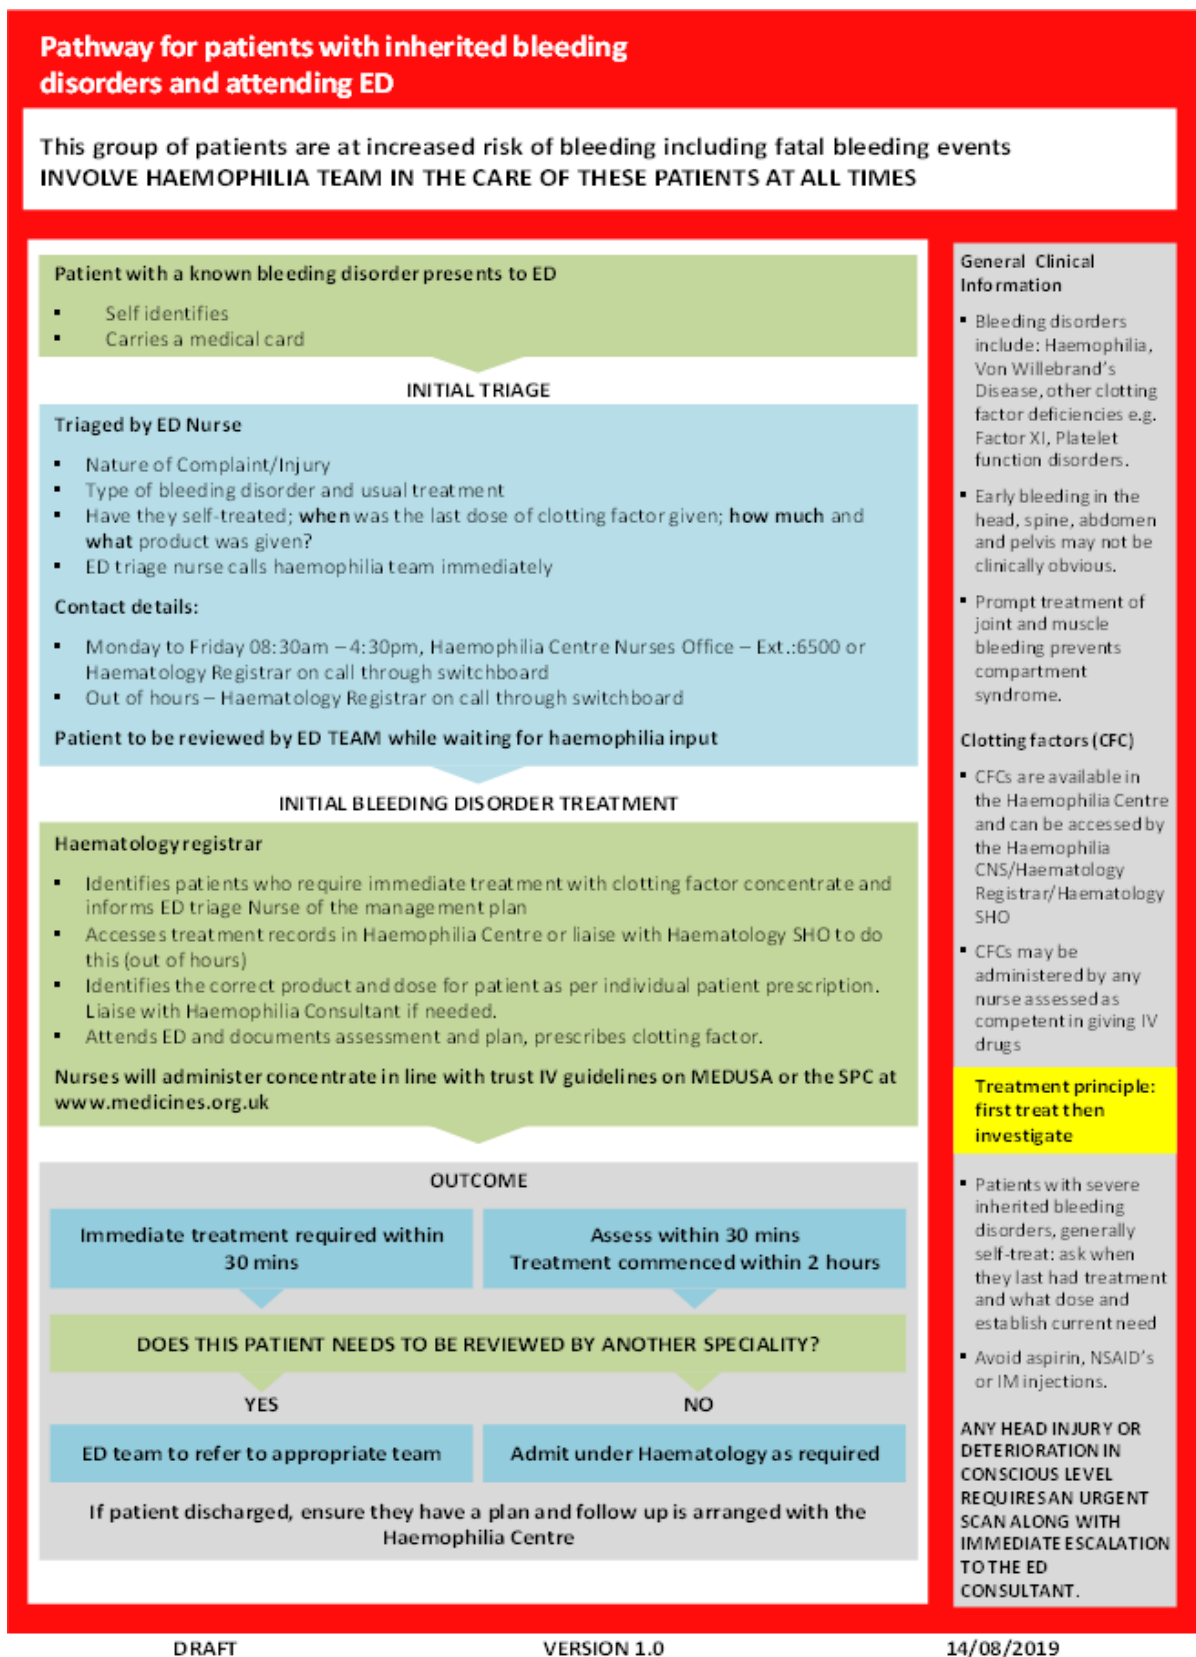 Pathway for patients with inherited bleeding
disorders and attending ED
This group of patients are at increased risk of bleeding including fatal bleeding events
INVOLVE HAEMOPHILIA TEAM IN THE CARE OF THESE PATIENTS AT ALL TIMES
Patient with a known bleeding disorder presents to ED
▪ Self identifies
▪ Carries a medical card
INITIAL TRIAGE
Triaged by ED Nurse
▪ Nature of Complaint/Injury
▪ Type of bleeding disorder and usual treatment
▪ Have they self-treated; when was the last dose of clotting factor given; how much and
what product was given?
▪ ED triage nurse calls haemophilia team immediately
Contact details:
▪ Monday to Friday 08:30am – 4:30pm, Haemophilia Centre Nurses Office – Ext.:6500 or
Haematology Registrar on call through switchboard
▪ Out of hours – Haematology Registrar on call through switchboard
Patient to be reviewed by ED TEAM while waiting for haemophilia input
INITIAL BLEEDING DISORDER TREATMENT
Haematology registrar
▪ Identifies patients who require immediate treatment with clotting factor concentrate and
informs ED triage Nurse of the management plan
▪ Accesses treatment records in Haemophilia Centre or liaise with Haematology SHO to do
this (out of hours)
▪ Identifies the correct product and dose for patient as per individual patient prescription.
Liaise with Haemophilia Consultant if needed.
▪ Attends ED and documents assessment and plan, prescribes clotting factor.
Nurses will administer concentrate in line with trust IV guidelines on MEDUSA or the SPC at
www.medicines.org.uk
OUTCOME
Immediate treatment required within
30 mins
Assess within 30 mins
Treatment commenced within 2 hours
DOES THIS PATIENT NEEDS TO BE REVIEWED BY ANOTHER SPECIALITY?
YES
NO
ED team to refer to appropriate team
Admit under Haematology as required
If patient discharged, ensure they have a plan and follow up is arranged with the
Haemophilia Centre
General Clinical
Information
▪ Bleeding disorders
include: Haemophilia,
Von Willebrand's
Disease, other clotting
factor deficiencies e.g.
Factor XI, Platelet
function disorders.
▪ Early bleeding in the
head, spine, abdomen
and pelvis may not be
clinically obvious.
▪ Prompt treatment of
joint and muscle
bleeding prevents
compartment
syndrome.
Clotting factors (CFC)
▪ CFCs are available in
the Haemophilia Centre
and can be accessed by
the Haemophilia
CNS/Haematology
Registrar/Haematology
SHO
▪ CFCs may be
administered by any
nurse assessed as
competent in giving IV
drugs
Treatment principle:
first treat then
investigate
▪ Patients with severe
inherited bleeding
disorders, generally
self-treat: ask when
they last had treatment
and what dose and
establish current need
▪ Avoid aspirin, NSAID's
or IM injections.
ANY HEAD INJURY OR
DETERIORATION IN
CONSCIOUS LEVEL
REQUIRES AN URGENT
SCAN ALONG WITH
IMMEDIATE ESCALATION
TO THE ED
CONSULTANT.
DRAFT
VERSION 1.0
14/08/2019